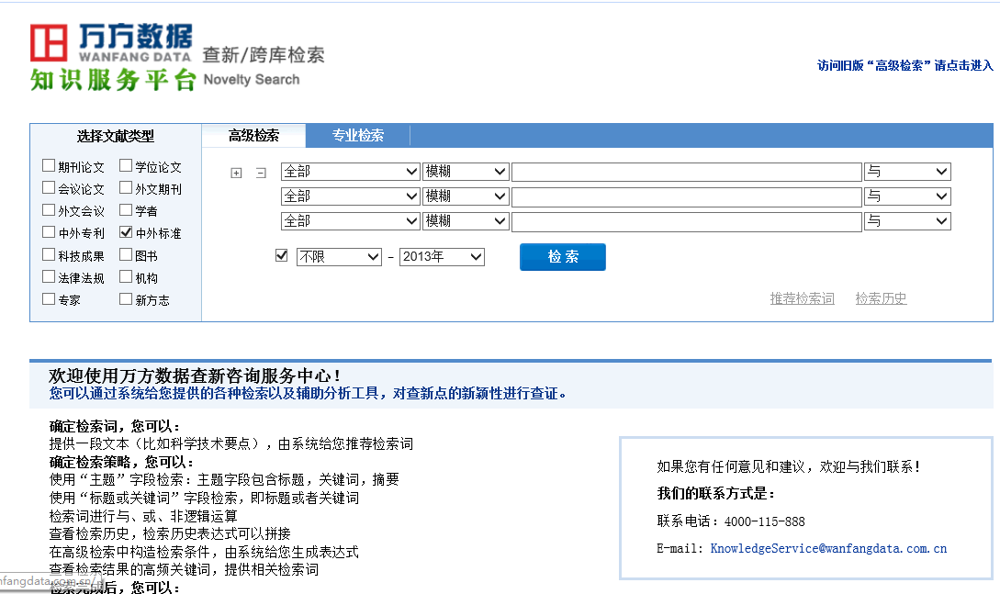 万方数据
WANFANG DATA
知识服务平台
查新/跨库检索
Novelty Search
访问旧版“高级检索”请点击进入
选择文献类型
期刊论文 学位论文
会议论文 外文期刊
外文会议 学者
中外专利 中外标准
科技成果 图书
法律法规 机构
专家 新方志
高级检索 专业检索
全部 模糊 与
全部 模糊 与
全部 模糊 与
不限 - 2013年 检 索
推荐检索词 检索历史
欢迎使用万方数据查新咨询服务中心！
您可以通过系统给您提供的各种检索以及辅助分析工具，对查新点的新颖性进行查证。
确定检索词，您可以：
提供一段文本（比如科学技术要点），由系统给您推荐检索词
确定检索策略，您可以：
使用“主题”字段检索：主题字段包含标题，关键词，摘要
使用“标题或关键词”字段检索，即标题或者关键词
检索词进行与、或、非逻辑运算
查看检索历史，检索历史表达式可以拼接
在高级检索中构造检索条件，由系统给您生成表达式
查看检索结果的高频关键词，提供相关检索词
检索完成后，您可以：
nfangdata.com.cn/
如果您有任何意见和建议，欢迎与我们联系！
我们的联系方式是：
联系电话：4000-115-888
E-mail: KnowledgeService@wanfangdata.com.cn